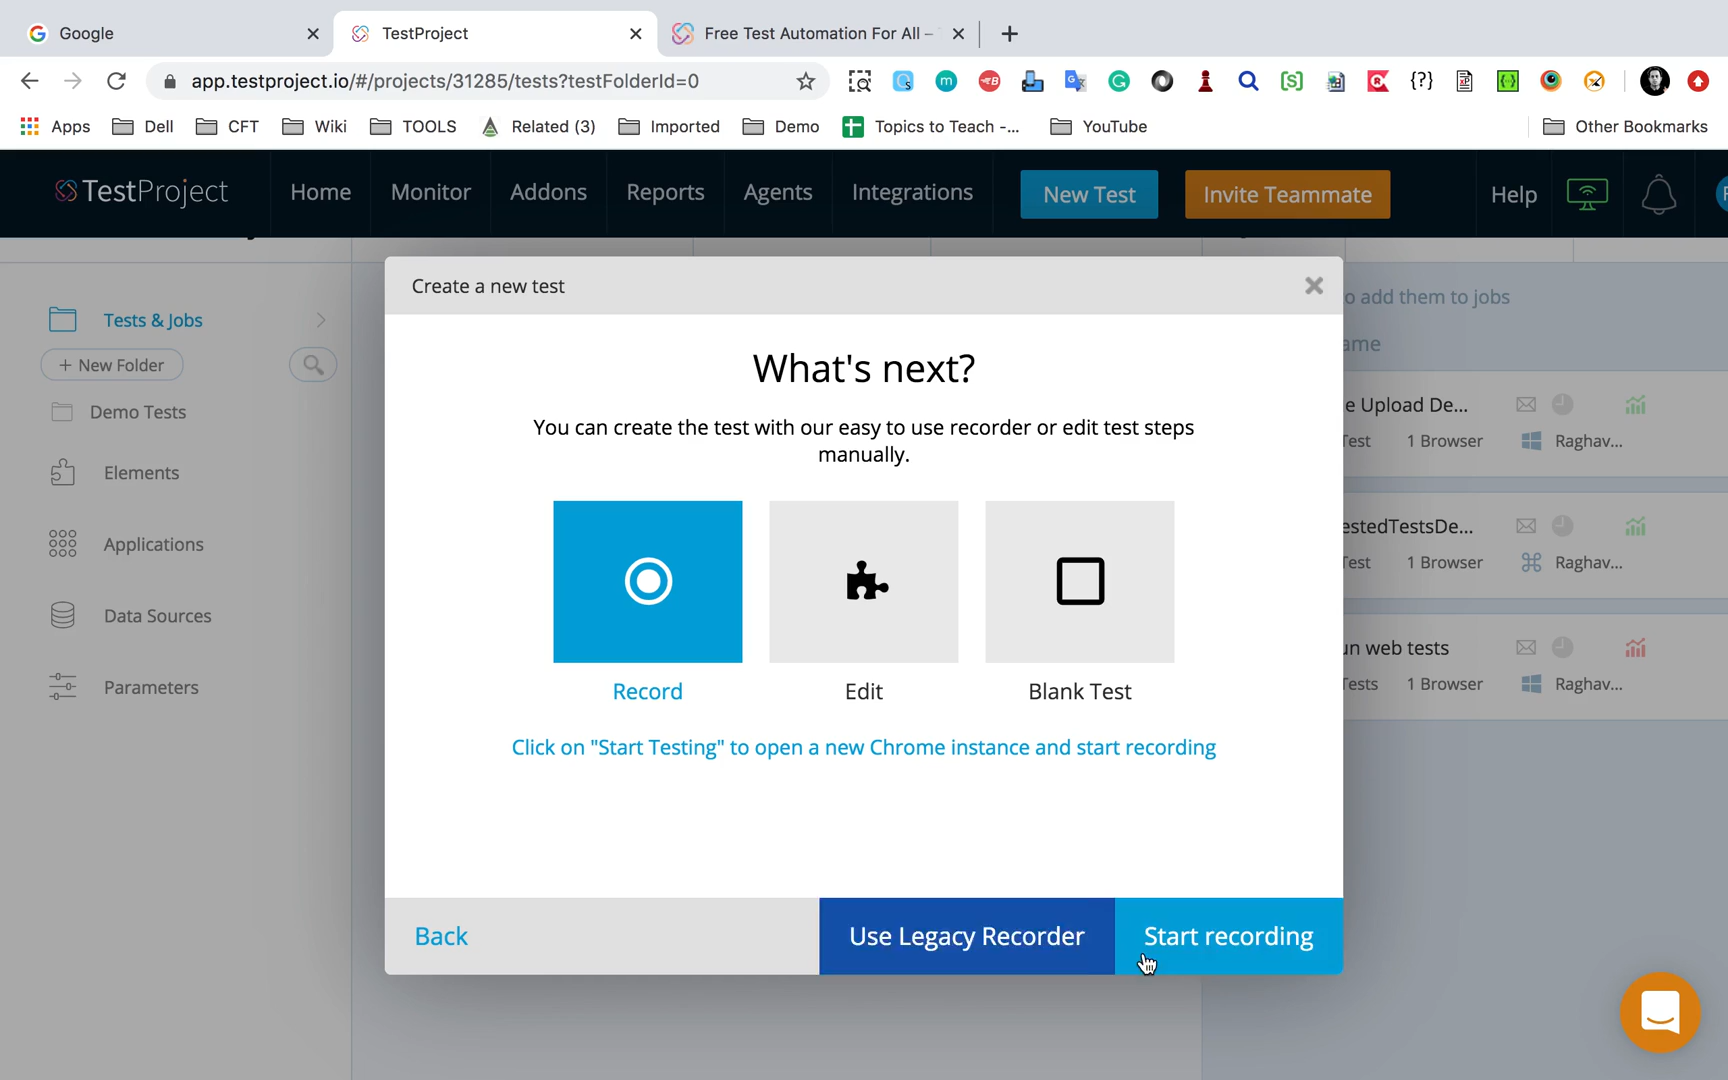 Google
TestProject
Free Test Automation For All –
app.testproject.io/#/projects/31285/tests?testFolderId=0
Apps
Dell
CFT
Wiki
TOOLS
Related (3)
Imported
Demo
Topics to Teach -...
YouTube
Other Bookmarks
TestProject
Home
Monitor
Addons
Reports
Agents
Integrations
New Test
Invite Teammate
Help
Tests & Jobs
+ New Folder
Demo Tests
Elements
Applications
Data Sources
Parameters
Create a new test
What's next?
You can create the test with our easy to use recorder or edit test steps
manually.
Record
Edit
Blank Test
Click on "Start Testing" to open a new Chrome instance and start recording
Back
Use Legacy Recorder
Start recording
o add them to jobs
ame
e Upload De...
Test 1 Browser Raghav...
estedTestsDe...
Test 1 Browser Raghav...
un web tests
Tests 1 Browser Raghav...